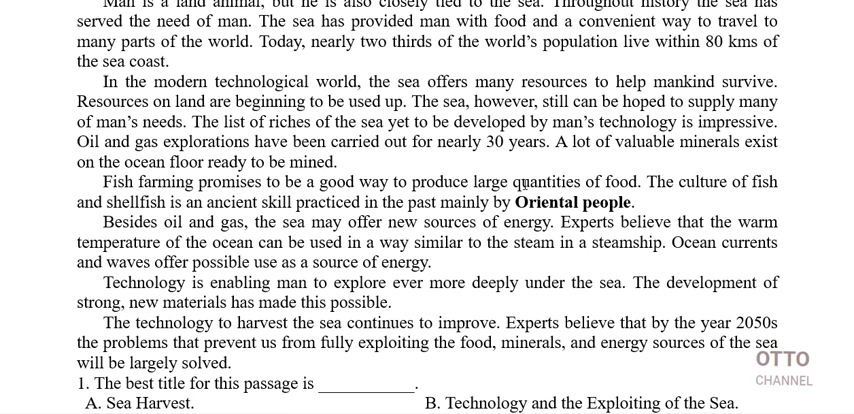 Man is a land animal, but he is also closely tied to the sea. Throughout history the sea has
served the need of man. The sea has provided man with food and a convenient way to travel to
many parts of the world. Today, nearly two thirds of the world's population live within 80 kms of
the sea coast.
In the modern technological world, the sea offers many resources to help mankind survive.
Resources on land are beginning to be used up. The sea, however, still can be hoped to supply many
of man's needs. The list of riches of the sea yet to be developed by man's technology is impressive.
Oil and gas explorations have been carried out for nearly 30 years. A lot of valuable minerals exist
on the ocean floor ready to be mined.
Fish farming promises to be a good way to produce large quantities of food. The culture of fish
and shellfish is an ancient skill practiced in the past mainly by Oriental people.
Besides oil and gas, the sea may offer new sources of energy. Experts believe that the warm
temperature of the ocean can be used in a way similar to the steam in a steamship. Ocean currents
and waves offer possible use as a source of energy.
Technology is enabling man to explore ever more deeply under the sea. The development of
strong, new materials has made this possible.
The technology to harvest the sea continues to improve. Experts believe that by the year 2050s
the problems that prevent us from fully exploiting the food, minerals, and energy sources of the sea
will be largely solved.
OTTO
CHANNEL
1. The best title for this passage is ___________.
A. Sea Harvest. B. Technology and the Exploiting of the Sea.